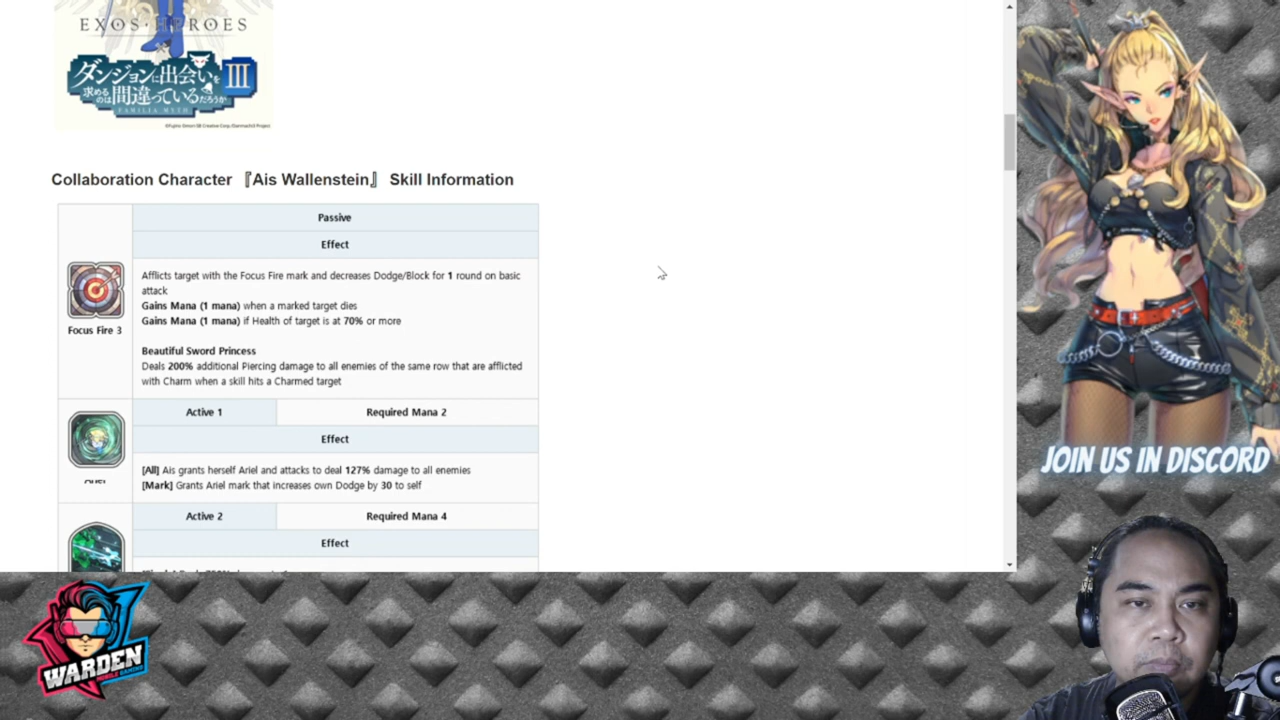 EXOS HEROES
ダンジョンに出会いを
求めるのは間違っているだろうか III
FAMILIA MYTH
Collaboration Character 『Ais Wallenstein』 Skill Information
Passive
Effect
Afflicts target with the Focus Fire mark and decreases Dodge/Block for 1 round on basic
attack
Gains Mana (1 mana) when a marked target dies
Gains Mana (1 mana) if Health of target is at 70% or more
Focus Fire 3
Beautiful Sword Princess
Deals 200% additional Piercing damage to all enemies of the same row that are afflicted
with Charm when a skill hits a Charmed target
Active 1
Required Mana 2
Effect
[All] Ais grants herself Ariel and attacks to deal 127% damage to all enemies
[Mark] Grants Ariel mark that increases own Dodge by 30 to self
Active 2
Required Mana 4
Effect
JOIN US IN DISCORD
WARDEN
MOBILE GAMING